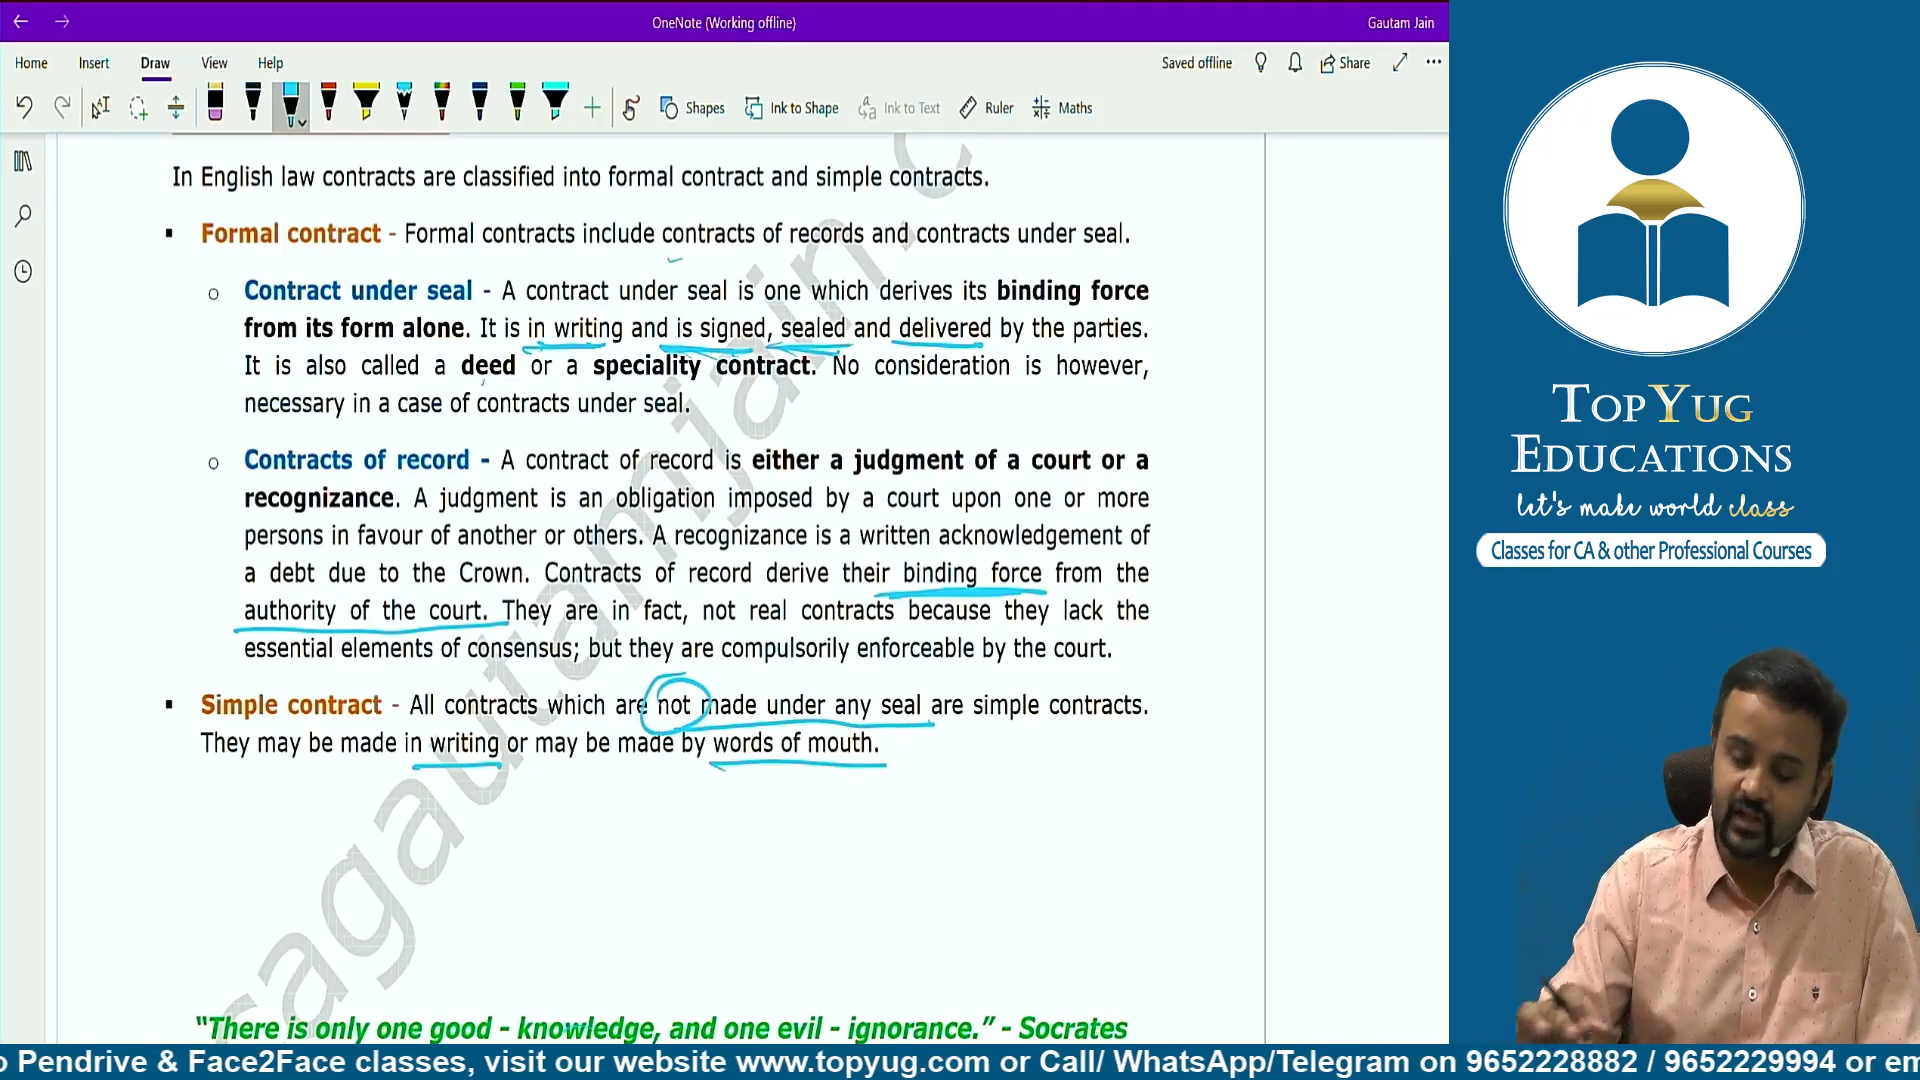 OneNote (Working offline)
Gautam Jain
Home Insert Draw View Help
Saved offline Share
Shapes Ink to Shape Ink to Text Ruler Maths
In English law contracts are classified into formal contract and simple contracts.
▪ Formal contract - Formal contracts include contracts of records and contracts under seal.
o Contract under seal - A contract under seal is one which derives its binding force
from its form alone. It is in writing and is signed, sealed and delivered by the parties.
It is also called a deed or a speciality contract. No consideration is however,
necessary in a case of contracts under seal.
o Contracts of record - A contract of record is either a judgment of a court or a
recognizance. A judgment is an obligation imposed by a court upon one or more
persons in favour of another or others. A recognizance is a written acknowledgement of
a debt due to the Crown. Contracts of record derive their binding force from the
authority of the court. They are in fact, not real contracts because they lack the
essential elements of consensus; but they are compulsorily enforceable by the court.
▪ Simple contract - All contracts which are not made under any seal are simple contracts.
They may be made in writing or may be made by words of mouth.
"There is only one good - knowledge, and one evil - ignorance." - Socrates
cagautamjain.c
TOPYUG
EDUCATIONS
let's make world class
Classes for CA & other Professional Courses
o Pendrive & Face2Face classes, visit our website www.topyug.com or Call/ WhatsApp/Telegram on 9652228882 / 9652229994 or em